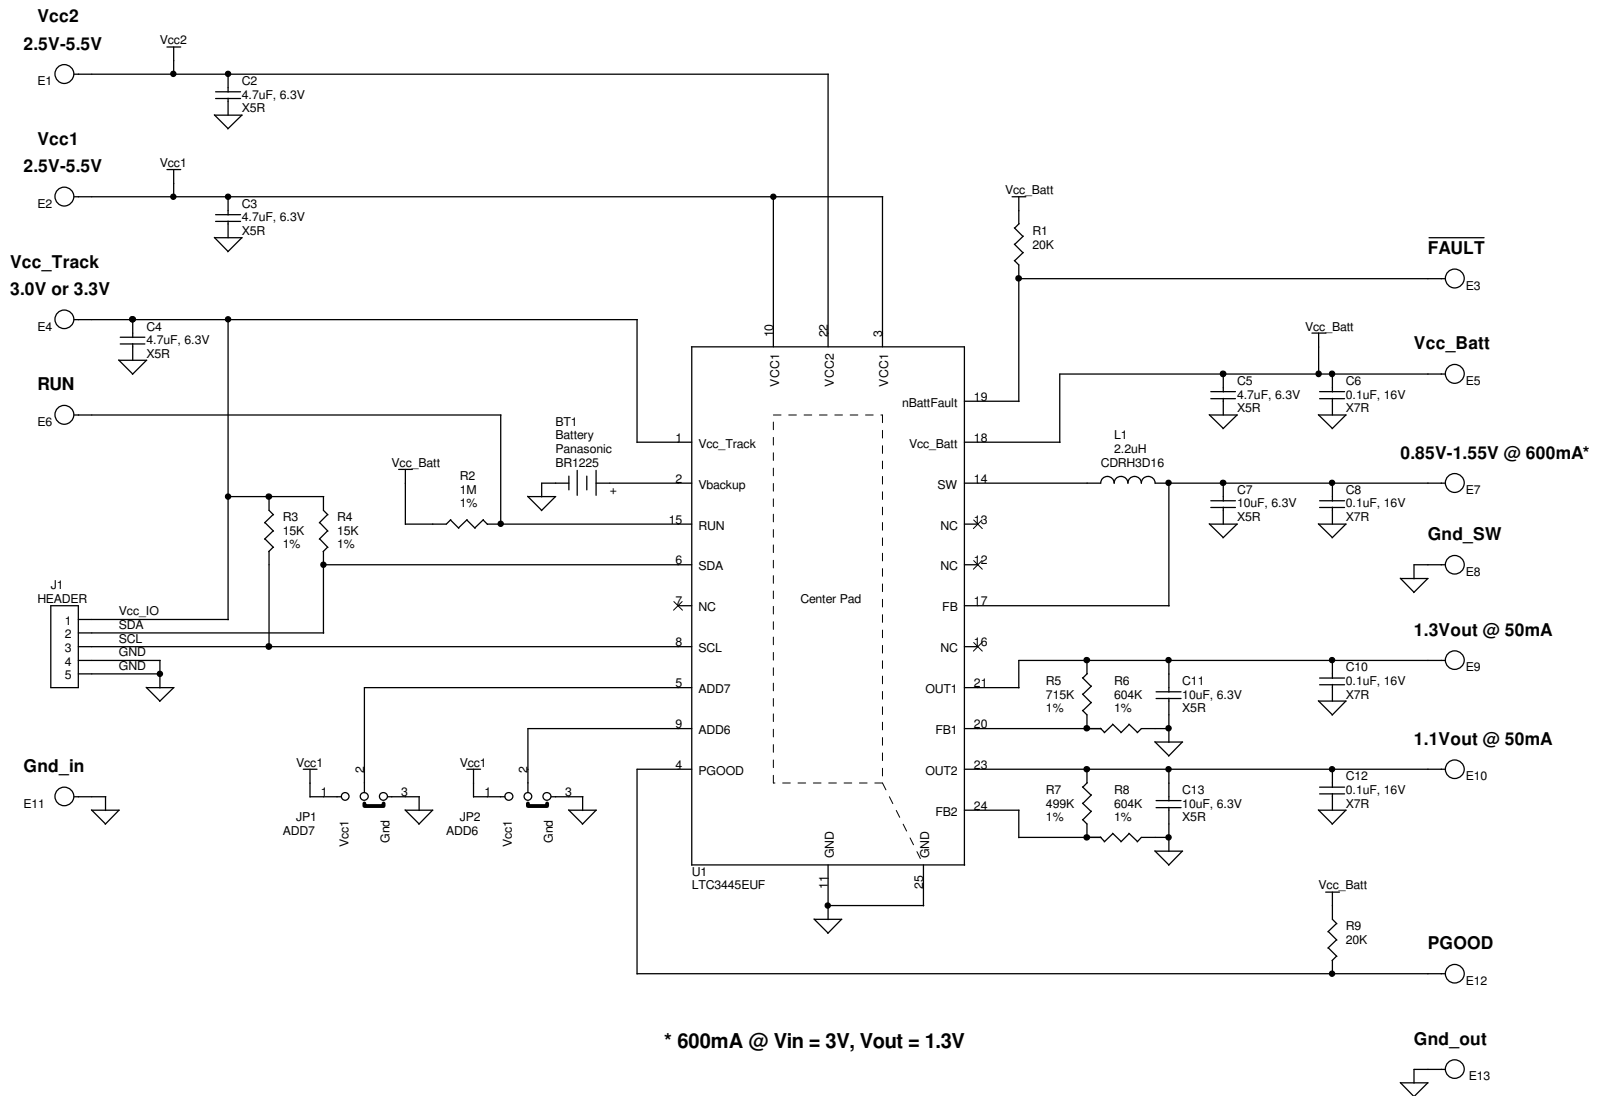 Vcc2
2.5V-5.5V
Vcc2
E1
C2
4.7uF, 6.3V
X5R
Vcc1
2.5V-5.5V
Vcc1
E2
C3
4.7uF, 6.3V
X5R
Vcc_Track
3.0V or 3.3V
E4
C4
4.7uF, 6.3V
X5R
RUN
E6
Vcc_Batt
R2
1M
1%
BT1
Battery
Panasonic
BR1225
+
R3
15K
1%
R4
15K
1%
J1
HEADER
1
2
3
4
5
Vcc_IO
SDA
SCL
GND
GND
Gnd_in
E11
Vcc1
1
2
3
JP1
ADD7
Vcc1
Gnd
Vcc1
1
2
3
JP2
ADD6
Vcc1
Gnd
10
22
3
VCC1
VCC2
VCC1
1
Vcc_Track
2
Vbackup
15
RUN
6
SDA
7
NC
8
SCL
5
ADD7
9
ADD6
4
PGOOD
Center Pad
nBattFault
19
Vcc_Batt
18
SW
14
NC
13
NC
12
FB
17
NC
16
OUT1
21
FB1
20
OUT2
23
FB2
24
GND
GND
11
25
U1
LTC3445EUF
Vcc_Batt
R1
20K
FAULT
E3
Vcc_Batt
Vcc_Batt
E5
C5
4.7uF, 6.3V
X5R
C6
0.1uF, 16V
X7R
L1
2.2uH
CDRH3D16
0.85V-1.55V @ 600mA*
E7
C7
10uF, 6.3V
X5R
C8
0.1uF, 16V
X7R
Gnd_SW
E8
1.3Vout @ 50mA
E9
R5
715K
1%
R6
604K
1%
C11
10uF, 6.3V
X5R
C10
0.1uF, 16V
X7R
1.1Vout @ 50mA
E10
R7
499K
1%
R8
604K
1%
C13
10uF, 6.3V
X5R
C12
0.1uF, 16V
X7R
Vcc_Batt
R9
20K
PGOOD
E12
* 600mA @ Vin = 3V, Vout = 1.3V
Gnd_out
E13